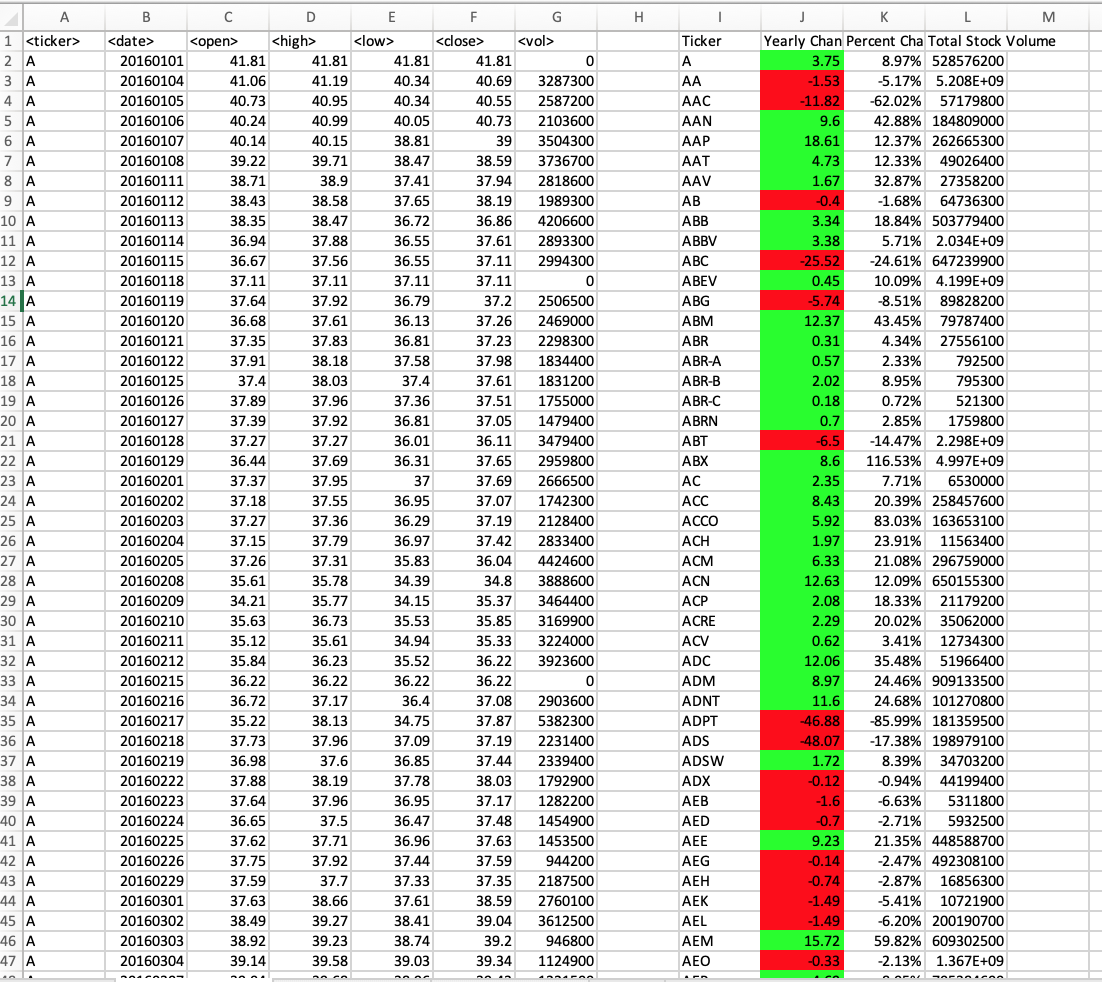 A B C D E F G H I J K L M
1 <ticker> <date> <open> <high> <low> <close> <vol> Ticker Yearly Chan Percent Cha Total Stock Volume
2 A 20160101 41.81 41.81 41.81 41.81 0 A 3.75 8.97% 528576200
3 A 20160104 41.06 41.19 40.34 40.69 3287300 AA -1.53 -5.17% 5.208E+09
4 A 20160105 40.73 40.95 40.34 40.55 2587200 AAC -11.82 -62.02% 57179800
5 A 20160106 40.24 40.99 40.05 40.73 2103600 AAN 9.6 42.88% 184809000
6 A 20160107 40.14 40.15 38.81 39 3504300 AAP 18.61 12.37% 262665300
7 A 20160108 39.22 39.71 38.47 38.59 3736700 AAT 4.73 12.33% 49026400
8 A 20160111 38.71 38.9 37.41 37.94 2818600 AAV 1.67 32.87% 27358200
9 A 20160112 38.43 38.58 37.65 38.19 1989300 AB -0.4 -1.68% 64736300
10 A 20160113 38.35 38.47 36.72 36.86 4206600 ABB 3.34 18.84% 503779400
11 A 20160114 36.94 37.88 36.55 37.61 2893300 ABBV 3.38 5.71% 2.034E+09
12 A 20160115 36.67 37.56 36.55 37.11 2994300 ABC -25.52 -24.61% 647239900
13 A 20160118 37.11 37.11 37.11 37.11 0 ABEV 0.45 10.09% 4.199E+09
14 A 20160119 37.64 37.92 36.79 37.2 2506500 ABG -5.74 -8.51% 89828200
15 A 20160120 36.68 37.61 36.13 37.26 2469000 ABM 12.37 43.45% 79787400
16 A 20160121 37.35 37.83 36.81 37.23 2298300 ABR 0.31 4.34% 27556100
17 A 20160122 37.91 38.18 37.58 37.98 1834400 ABR-A 0.57 2.33% 792500
18 A 20160125 37.4 38.03 37.4 37.61 1831200 ABR-B 2.02 8.95% 795300
19 A 20160126 37.89 37.96 37.36 37.51 1755000 ABR-C 0.18 0.72% 521300
20 A 20160127 37.39 37.92 36.81 37.05 1479400 ABRN 0.7 2.85% 1759800
21 A 20160128 37.27 37.27 36.01 36.11 3479400 ABT -6.5 -14.47% 2.298E+09
22 A 20160129 36.44 37.69 36.31 37.65 2959800 ABX 8.6 116.53% 4.997E+09
23 A 20160201 37.37 37.95 37 37.69 2666500 AC 2.35 7.71% 6530000
24 A 20160202 37.18 37.55 36.95 37.07 1742300 ACC 8.43 20.39% 258457600
25 A 20160203 37.27 37.36 36.29 37.19 2128400 ACCO 5.92 83.03% 163653100
26 A 20160204 37.15 37.79 36.97 37.42 2833400 ACH 1.97 23.91% 11563400
27 A 20160205 37.26 37.31 35.83 36.04 4424600 ACM 6.33 21.08% 296759000
28 A 20160208 35.61 35.78 34.39 34.8 3888600 ACN 12.63 12.09% 650155300
29 A 20160209 34.21 35.77 34.15 35.37 3464400 ACP 2.08 18.33% 21179200
30 A 20160210 35.63 36.73 35.53 35.85 3169900 ACRE 2.29 20.02% 35062000
31 A 20160211 35.12 35.61 34.94 35.33 3224000 ACV 0.62 3.41% 12734300
32 A 20160212 35.84 36.23 35.52 36.22 3923600 ADC 12.06 35.48% 51966400
33 A 20160215 36.22 36.22 36.22 36.22 0 ADM 8.97 24.46% 909133500
34 A 20160216 36.72 37.17 36.4 37.08 2903600 ADNT 11.6 24.68% 101270800
35 A 20160217 35.22 38.13 34.75 37.87 5382300 ADPT -46.88 -85.99% 181359500
36 A 20160218 37.73 37.96 37.09 37.19 2231400 ADS -48.07 -17.38% 198979100
37 A 20160219 36.98 37.6 36.85 37.44 2339400 ADSW 1.72 8.39% 34703200
38 A 20160222 37.88 38.19 37.78 38.03 1792900 ADX -0.12 -0.94% 44199400
39 A 20160223 37.64 37.96 36.95 37.17 1282200 AEB -1.6 -6.63% 5311800
40 A 20160224 36.65 37.5 36.47 37.48 1454900 AED -0.7 -2.71% 5932500
41 A 20160225 37.62 37.71 36.96 37.63 1453500 AEE 9.23 21.35% 448588700
42 A 20160226 37.75 37.92 37.44 37.59 944200 AEG -0.14 -2.47% 492308100
43 A 20160229 37.59 37.7 37.33 37.35 2187500 AEH -0.74 -2.87% 16856300
44 A 20160301 37.63 38.66 37.61 38.59 2760100 AEK -1.49 -5.41% 10721900
45 A 20160302 38.49 39.27 38.41 39.04 3612500 AEL -1.49 -6.20% 200190700
46 A 20160303 38.92 39.23 38.74 39.2 946800 AEM 15.72 59.82% 609302500
47 A 20160304 39.14 39.58 39.03 39.34 1124900 AEO -0.33 -2.13% 1.367E+09